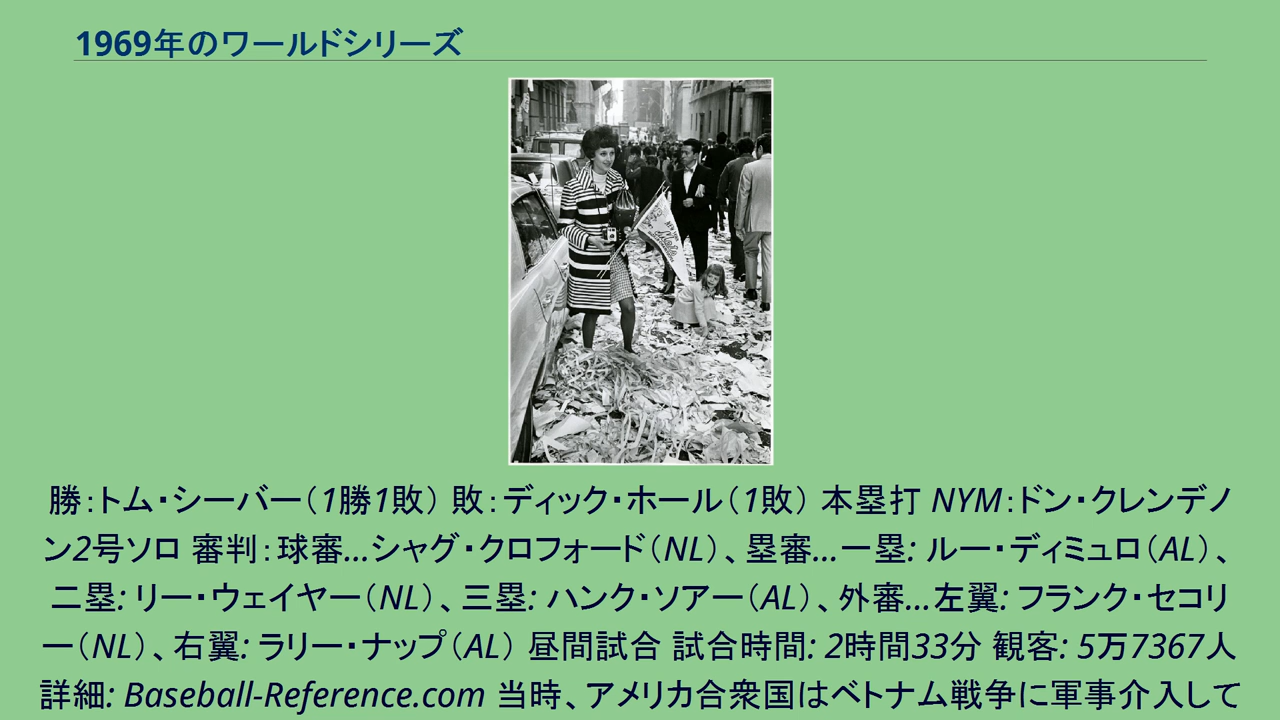 1969年のワールドシリーズ
NEW YORK
Mets
勝：トム・シーバー（1勝1敗） 敗：ディック・ホール（1敗） 本塁打 NYM：ドン・クレンデノ
ン2号ソロ 審判：球審…シャグ・クロフォード（NL）、塁審…一塁: ルー・ディミュロ（AL）、
二塁: リー・ウェイヤー（NL）、三塁: ハンク・ソアー（AL）、外審…左翼: フランク・セコリ
ー（NL）、右翼: ラリー・ナップ（AL） 昼間試合 試合時間: 2時間33分 観客: 5万7367人
詳細: Baseball-Reference.com 当時、アメリカ合衆国はベトナム戦争に軍事介入して